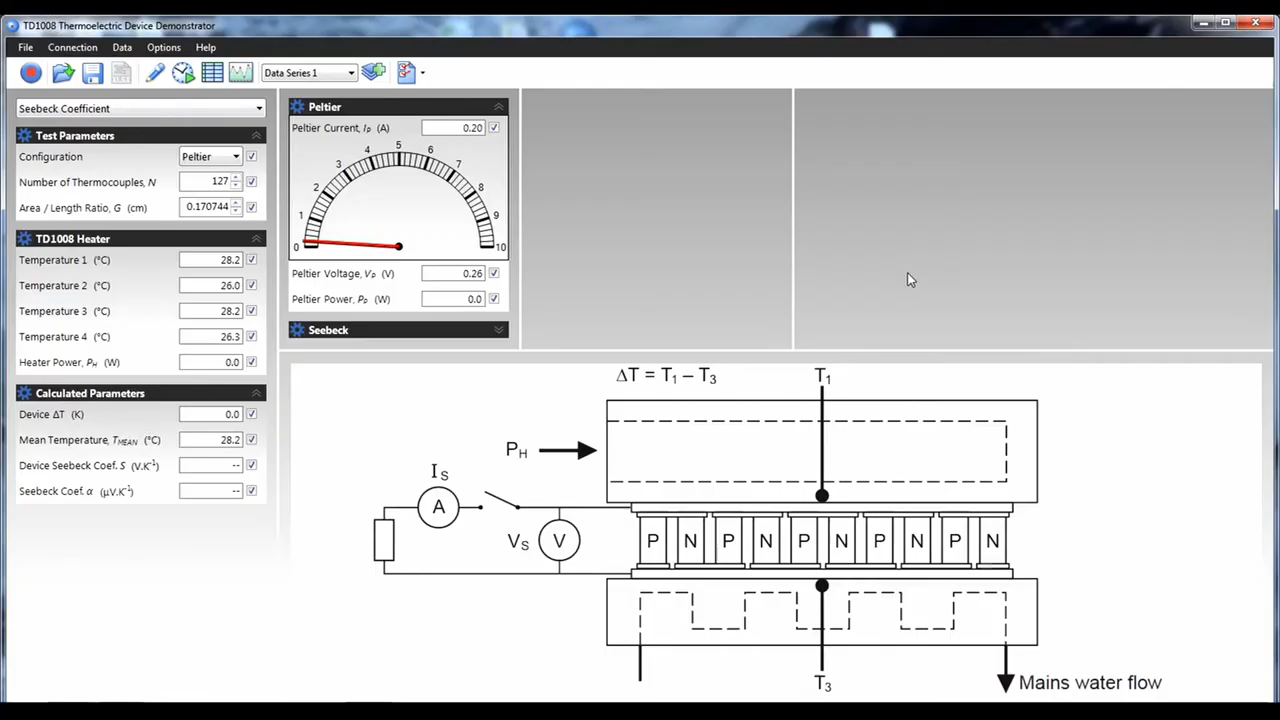 TD1008 Thermoelectric Device Demonstrator
File Connection Data Options Help
Data Series 1
Seebeck Coefficient
Test Parameters
Configuration Peltier
Number of Thermocouples, N 127
Area / Length Ratio, G (cm) 0.170744
TD1008 Heater
Temperature 1 (°C) 28.2
Temperature 2 (°C) 26.0
Temperature 3 (°C) 28.2
Temperature 4 (°C) 26.3
Heater Power, PH (W) 0.0
Calculated Parameters
Device ΔT (K) 0.0
Mean Temperature, TMEAN (°C) 28.2
Device Seebeck Coef. S (V.K⁻¹) --
Seebeck Coef. α (μV.K⁻¹) --
Peltier
Peltier Current, IP (A) 0.20
0 1 2 3 4 5 6 7 8 9 10
Peltier Voltage, VP (V) 0.26
Peltier Power, PP (W) 0.0
Seebeck
ΔT = T1 – T3
T1
PH
IS
A
VS V
P N P N P N P N P N
T3
Mains water flow